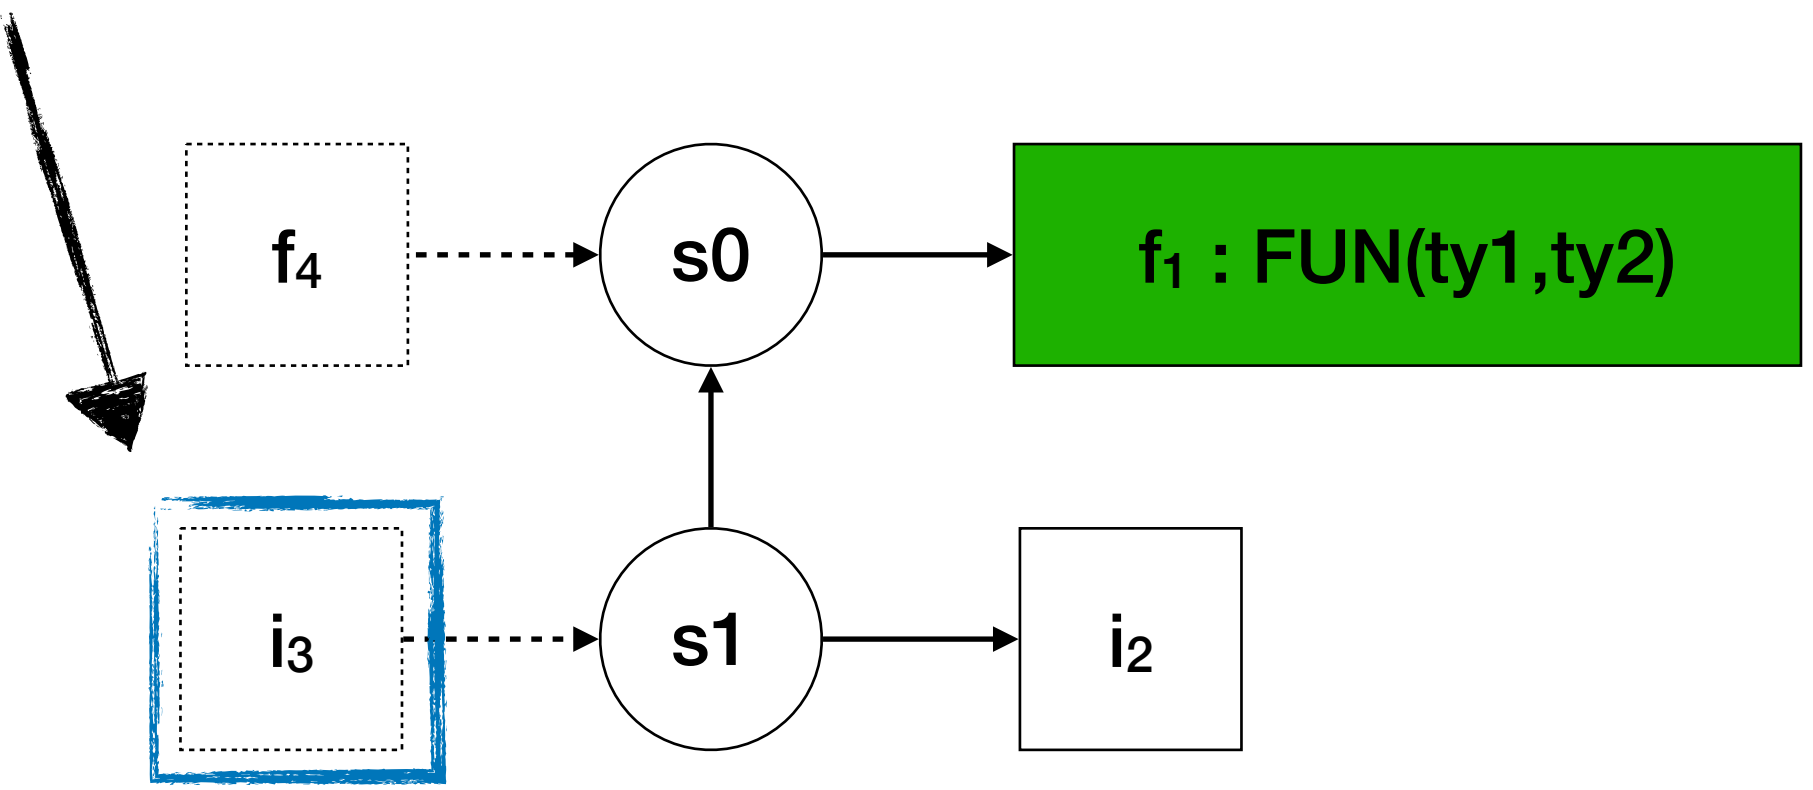 f₄
s0
f₁ : FUN(ty1,ty2)
i₃
s1
i₂